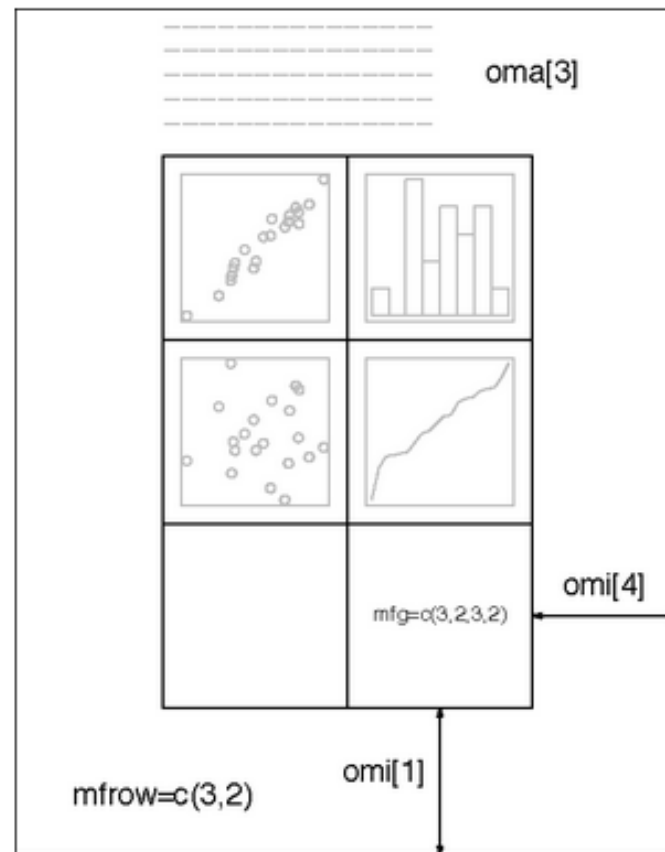 oma[3]
omi[4]
mfg=c(3,2,3,2)
omi[1]
mfrow=c(3,2)